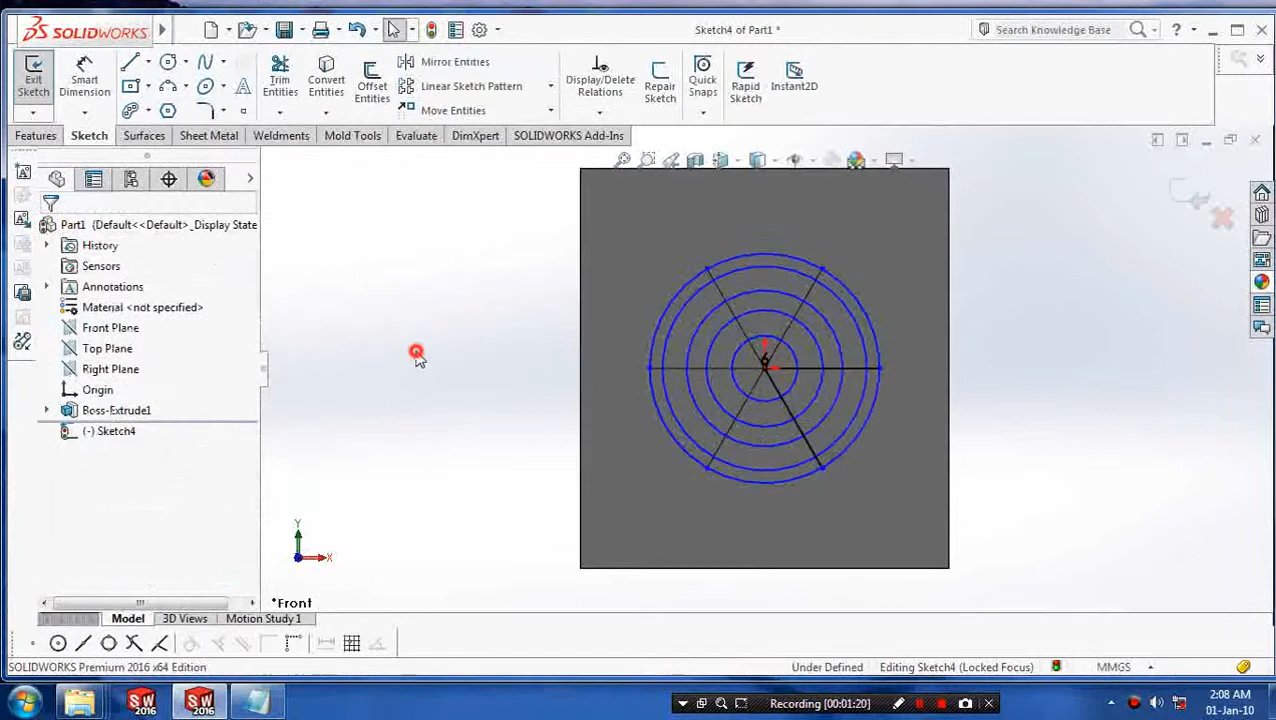 SOLIDWORKS
Sketch4 of Part1 *
Search Knowledge Base
?
Exit Sketch
Smart Dimension
Trim Entities
Convert Entities
Offset Entities
Mirror Entities
Linear Sketch Pattern
Move Entities
Display/Delete Relations
Repair Sketch
Quick Snaps
Rapid Sketch
Instant2D
Features
Sketch
Surfaces
Sheet Metal
Weldments
Mold Tools
Evaluate
DimXpert
SOLIDWORKS Add-Ins
Part1 (Default<<Default>_Display State
History
Sensors
Annotations
Material <not specified>
Front Plane
Top Plane
Right Plane
Origin
Boss-Extrude1
(-) Sketch4
6
Y
X
*Front
Model
3D Views
Motion Study 1
SOLIDWORKS Premium 2016 x64 Edition
Under Defined
Editing Sketch4 (Locked Focus)
MMGS
SW 2016
SW 2016
Recording [00:01:20]
2:08 AM
01-Jan-10